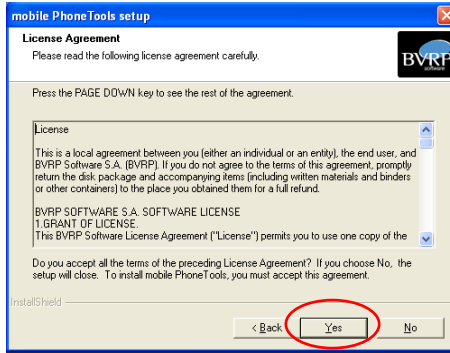 mobile PhoneTools setup
License Agreement
Please read the following license agreement carefully.
BVRP
software
Press the PAGE DOWN key to see the rest of the agreement.
License
This is a local agreement between you (either an individual or an entity), the end user, and
BVRP Software S.A. (BVRP). If you do not agree to the terms of this agreement, promptly
return the disk package and accompanying items (including written materials and binders
or other containers) to the place you obtained them for a full refund.
BVRP SOFTWARE S.A. SOFTWARE LICENSE
1.GRANT OF LICENSE.
This BVRP Software License Agreement ("License") permits you to use one copy of the
Do you accept all the terms of the preceding License Agreement? If you choose No, the
setup will close. To install mobile PhoneTools, you must accept this agreement.
InstallShield
< Back Yes No